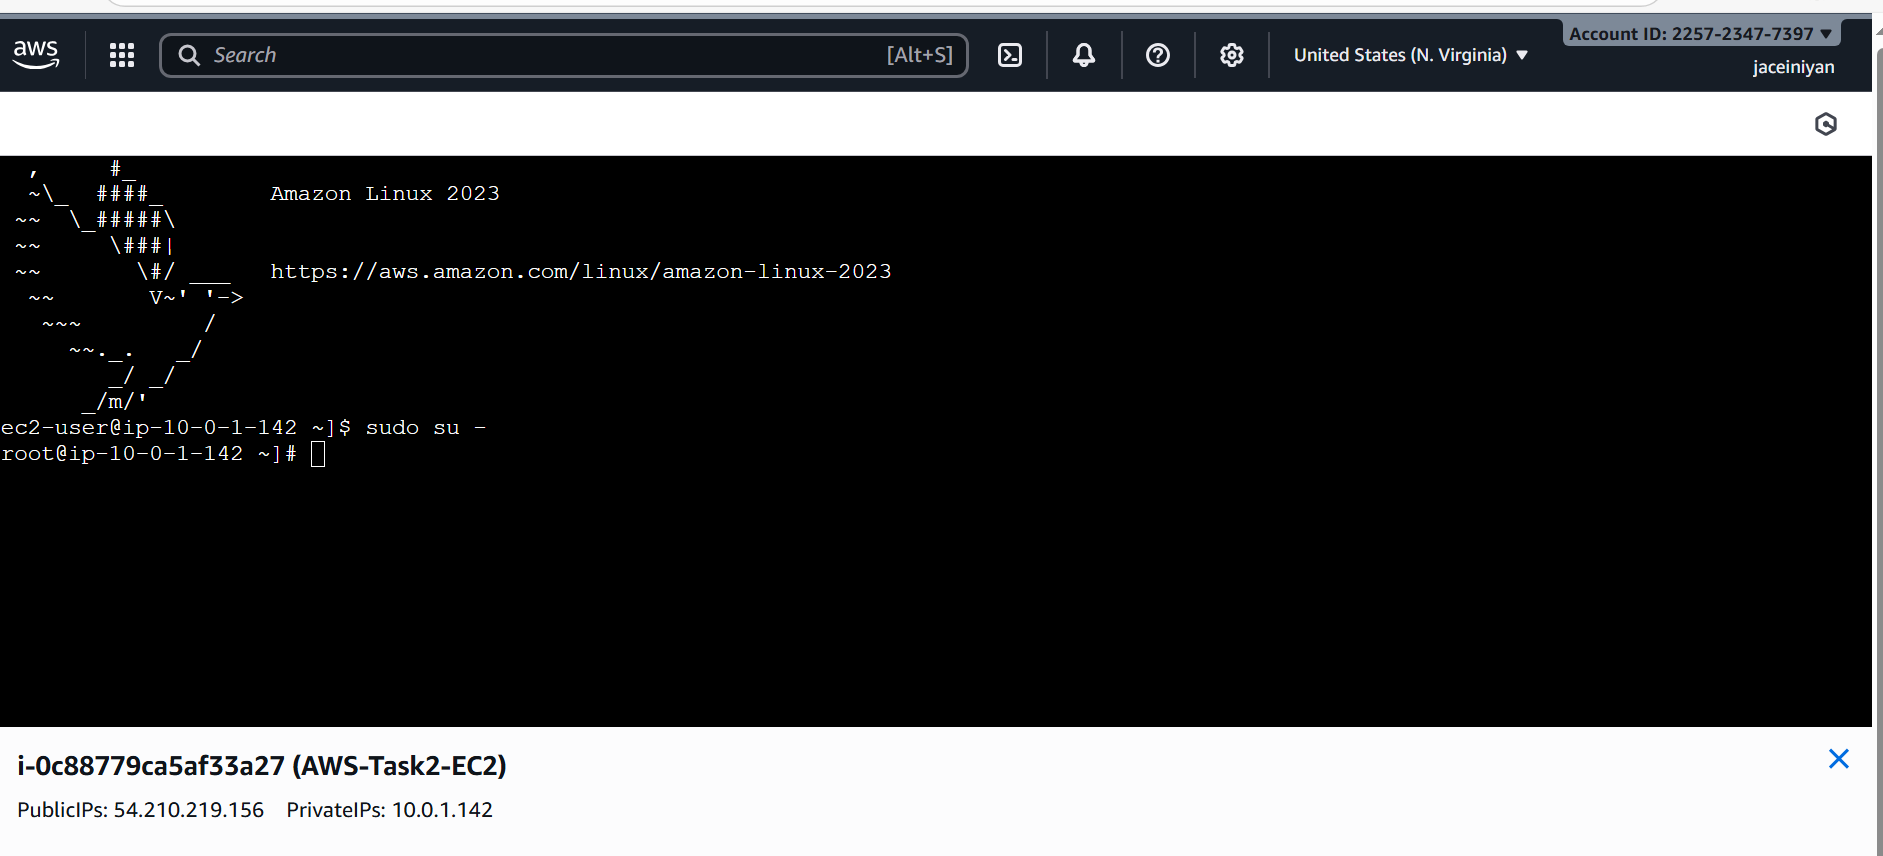 Account ID: 2257-2347-7397
aws
Search [Alt+S]
United States (N. Virginia)
jaceiniyan
   ,     #_
  ~\_  ####_        Amazon Linux 2023
 ~~  \_#####\
 ~~     \###|
 ~~       \#/ ___   https://aws.amazon.com/linux/amazon-linux-2023
  ~~       V~' '->
   ~~~         /
     ~~._.   _/
        _/ _/
      _/m/'
ec2-user@ip-10-0-1-142 ~]$ sudo su -
root@ip-10-0-1-142 ~]#
i-0c88779ca5af33a27 (AWS-Task2-EC2)
PublicIPs: 54.210.219.156 PrivateIPs: 10.0.1.142